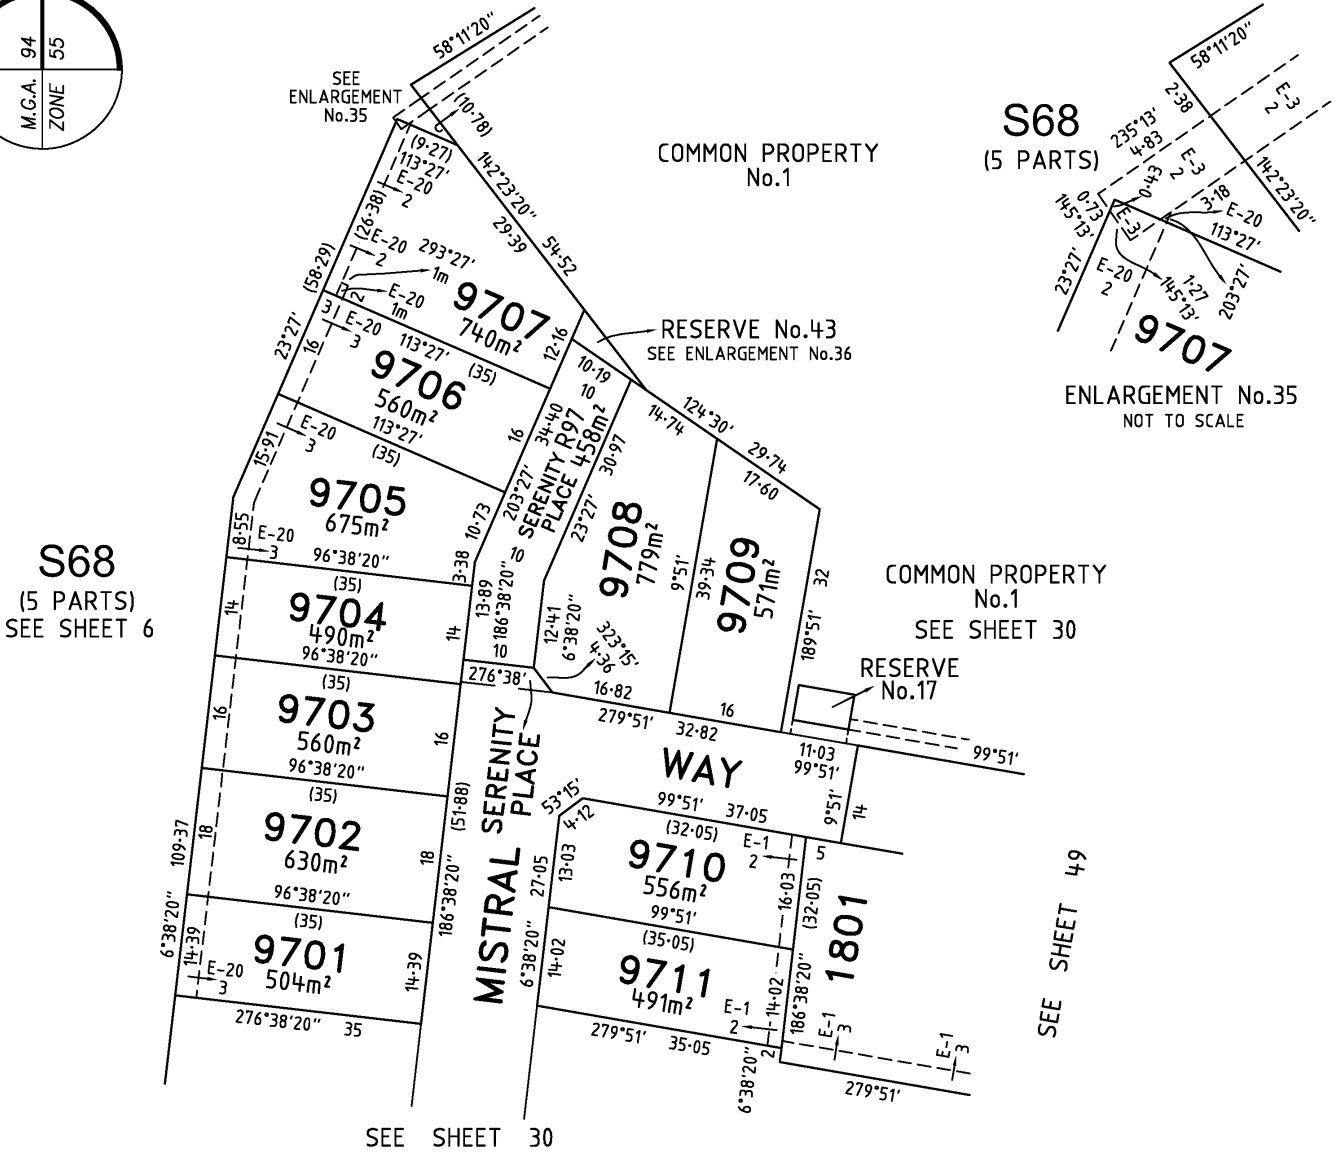 M.G.A. 94
ZONE 55
58°11'20"
SEE
ENLARGEMENT
No.35
(10·78)
(9·27)
113°27'
E-20
2
142°23'20"
29·39
54·52
(26·38)
E-20
2
293°27'
1m
(58·29)
2
E-20
1m
9707
740m²
COMMON PROPERTY
No.1
RESERVE No.43
SEE ENLARGEMENT No.36
12·16
3
E-20
3
113°27'
(35)
23°27'
16
9706
560m²
113°27'
(35)
16
34·40
10·19
10
SERENITY R97
PLACE 458m²
203°27'
30·97
23°27'
14·74
124°30'
29·74
17·60
E-20
3
15·91
9705
675m²
10·73
10
8·55
E-20
3
96°38'20"
(35)
3·38
13·89
186°38'20"
9708
779m²
9°51'
39·34
9709
571m²
32
189°51'
S68
(5 PARTS)
SEE SHEET 6
14
9704
490m²
96°38'20"
(35)
14
10
12·41
6°38'20"
323°15'
4·36
276°38'
16·82
279°51'
32·82
16
COMMON PROPERTY
No.1
SEE SHEET 30
RESERVE
No.17
16
9703
560m²
96°38'20"
(35)
16
SERENITY
PLACE
WAY
11·03
99°51'
99°51'
18
9702
630m²
96°38'20"
(35)
18
(51·88)
186°38'20"
109·37
6°38'20"
53°15'
4·12
99°51'
37·05
9°51'
14
(32·05)
9710
556m²
E-1
2
5
27·05
13·03
16·03
(32·05)
99°51'
(35·05)
1801
14·39
E-20
3
9701
504m²
14·39
276°38'20"
35
MISTRAL
6°38'20"
14·02
9711
491m²
E-1
2
14·02
186°38'20"
E-1
3
E-1
3
279°51'
35·05
2
6°38'20"
279°51'
SEE SHEET 49
SEE SHEET 30
S68
(5 PARTS)
58°11'20"
2·38
E-3
2
235°13'
4·83
E-3
2
142°23'20"
0·43
0·73
145°13'
E-3
3·18
E-20
113°27'
23°27'
E-20
2
1·27
145°13'
203°27'
9707
ENLARGEMENT No.35
NOT TO SCALE